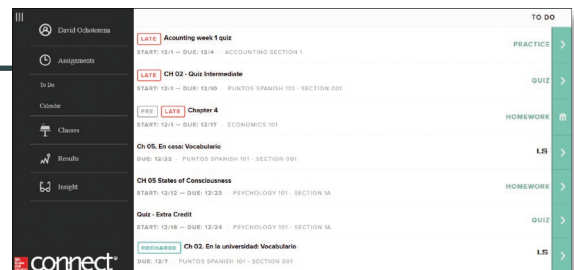 TO DO
David Ochotorena
Assignments
To Do
Calendar
Classes
Results
Insight
connect
LATE Acounting week 1 quiz
START: 12/1 — DUE: 12/4 · ACCOUNTING SECTION 1
PRACTICE
LATE CH 02 - Quiz Intermediate
START: 12/1 — DUE: 12/10 · PUNTOS SPANISH 101 - SECTION 001
QUIZ
PRE LATE Chapter 4
START: 12/1 — DUE: 12/17 · ECONOMICS 101
HOMEWORK
Ch 05. En casa: Vocabulario
DUE: 12/22 · PUNTOS SPANISH 101 - SECTION 001
LS
CH 05 States of Consciousness
START: 12/12 — DUE: 12/23 · PSYCHOLOGY 101 - SECTION 1A
HOMEWORK
Quiz - Extra Credit
START: 12/18 — DUE: 12/24 · PSYCHOLOGY 101 - SECTION 1A
QUIZ
RECHARGE Ch 02. En la universidad: Vocabulario
DUE: 12/7 · PUNTOS SPANISH 101 - SECTION 001
LS